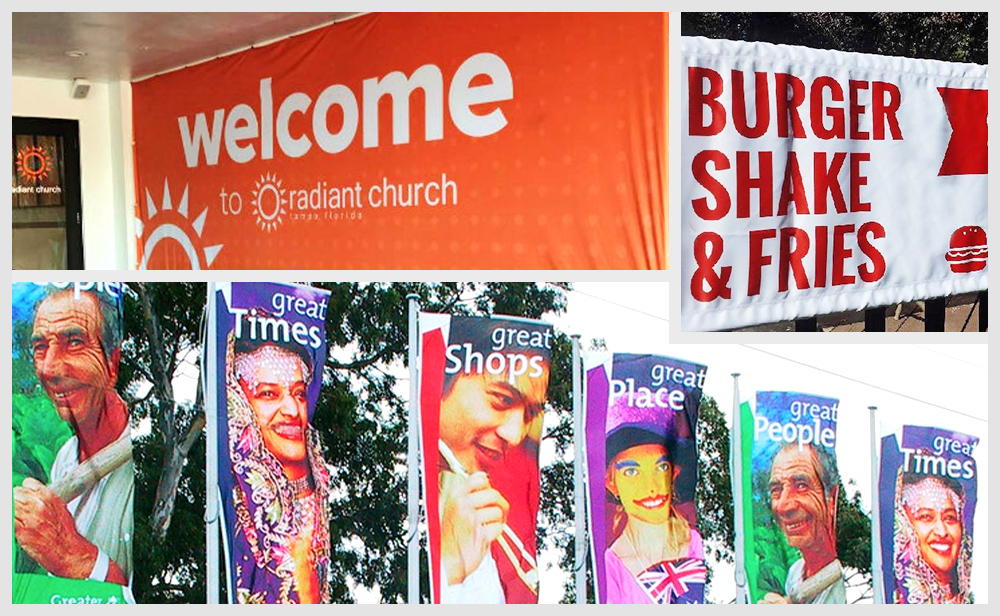 welcome
to radiant church
tampa, florida
radiant church
BURGER
SHAKE
& FRIES
People
great
Times
great
Shops
great
Place
great
People
great
Times
Greater